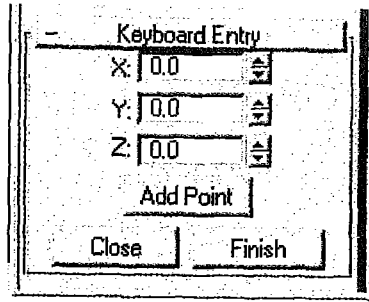 - Keyboard Entry
X: 0.0
Y: 0.0
Z: 0.0
Add Point
Close Finish